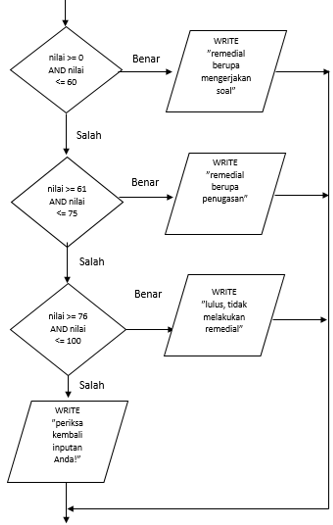 nilai >= 0
AND nilai
<= 60
Benar
WRITE
"remedial
berupa
mengerjakan
soal"
Salah
nilai >= 61
AND nilai
<= 75
Benar
WRITE
"remedial
berupa
penugasan"
Salah
nilai >= 76
AND nilai
<= 100
Benar
WRITE
"lulus, tidak
melakukan
remedial"
Salah
WRITE
"periksa
kembali
inputan
Anda!"